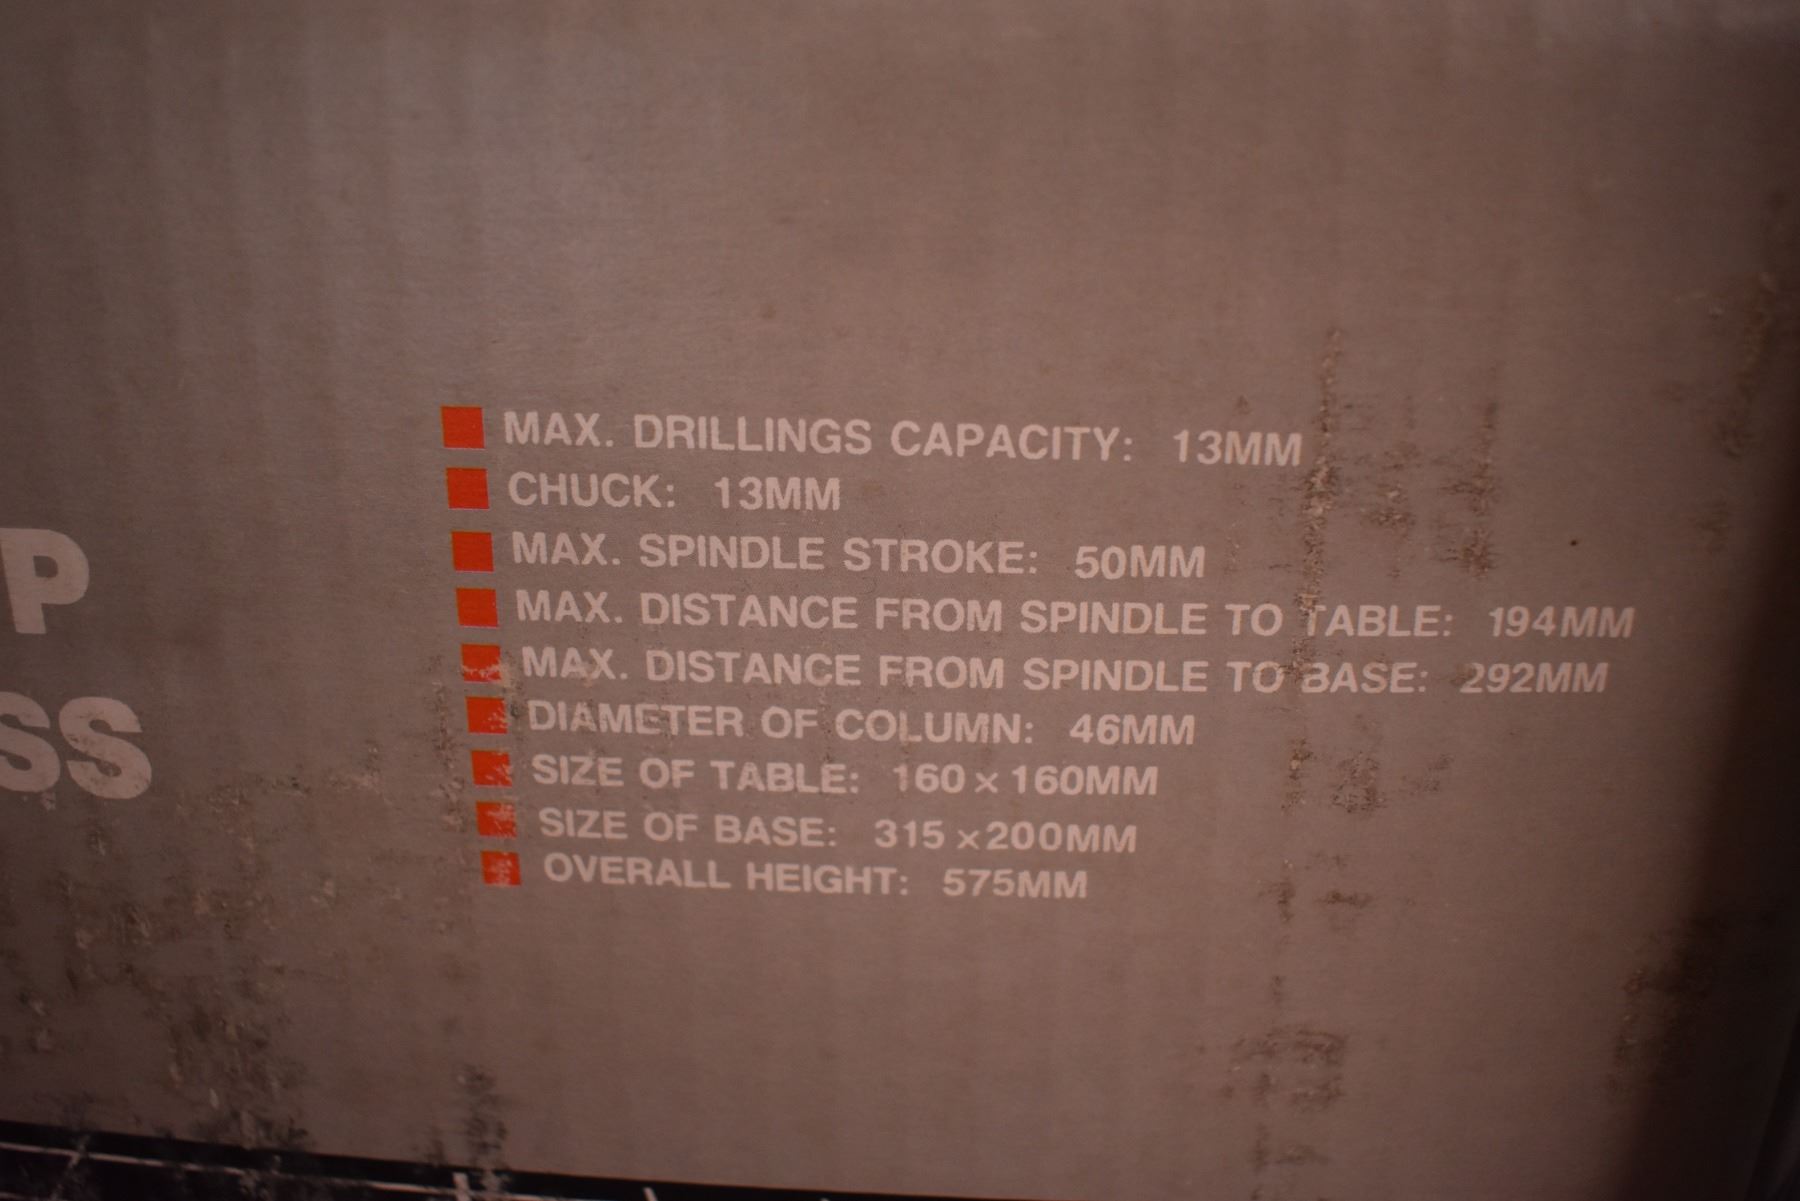 P
SS
MAX. DRILLINGS CAPACITY: 13MM
CHUCK: 13MM
MAX. SPINDLE STROKE: 50MM
MAX. DISTANCE FROM SPINDLE TO TABLE: 194MM
MAX. DISTANCE FROM SPINDLE TO BASE: 292MM
DIAMETER OF COLUMN: 46MM
SIZE OF TABLE: 160 x 160MM
SIZE OF BASE: 315 x 200MM
OVERALL HEIGHT: 575MM